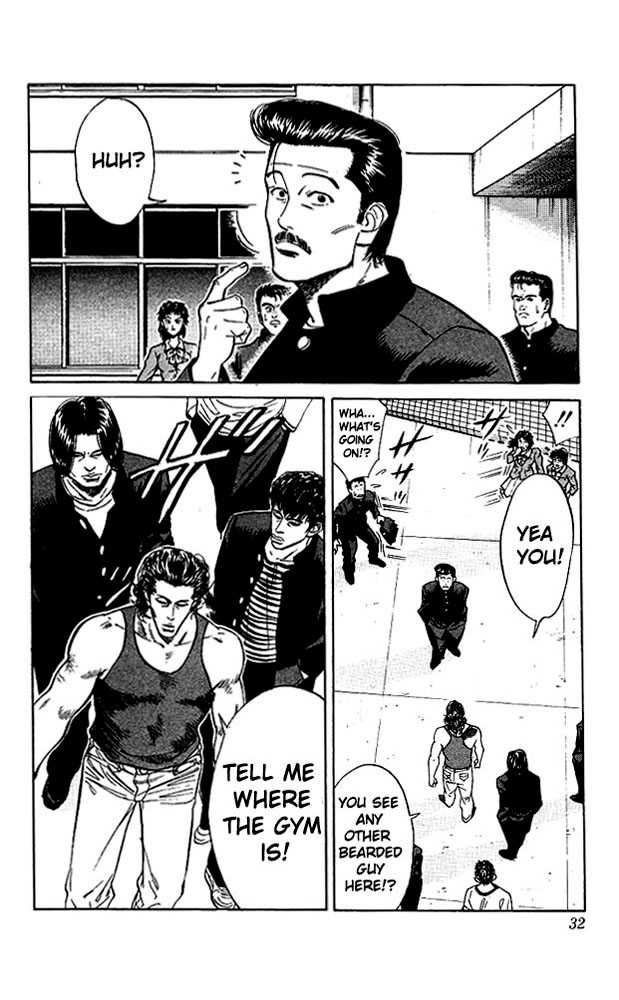 HUH?
!!
WHA...
WHAT'S
GOING
ON!?
YEA
YOU!
YOU SEE
ANY
OTHER
BEARDED
GUY
HERE!?
TELL ME
WHERE
THE GYM
IS!
32